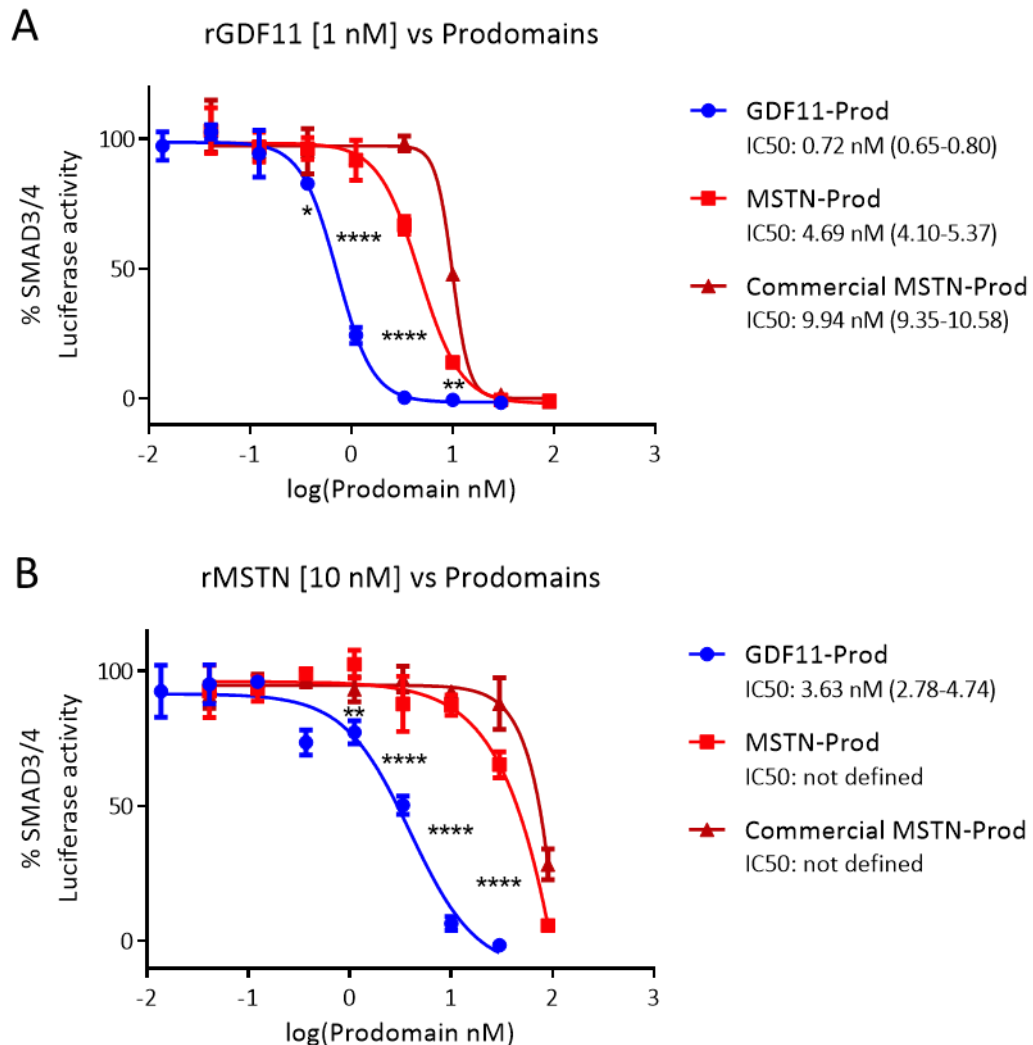 A
rGDF11 [1 nM] vs Prodomains
% SMAD3/4
Luciferase activity
100
50
0
-2
-1
0
1
2
3
log(Prodomain nM)
*
****
****
**
GDF11-Prod
IC50: 0.72 nM (0.65-0.80)
MSTN-Prod
IC50: 4.69 nM (4.10-5.37)
Commercial MSTN-Prod
IC50: 9.94 nM (9.35-10.58)
B
rMSTN [10 nM] vs Prodomains
% SMAD3/4
Luciferase activity
100
50
0
-2
-1
0
1
2
3
log(Prodomain nM)
**
****
****
****
GDF11-Prod
IC50: 3.63 nM (2.78-4.74)
MSTN-Prod
IC50: not defined
Commercial MSTN-Prod
IC50: not defined